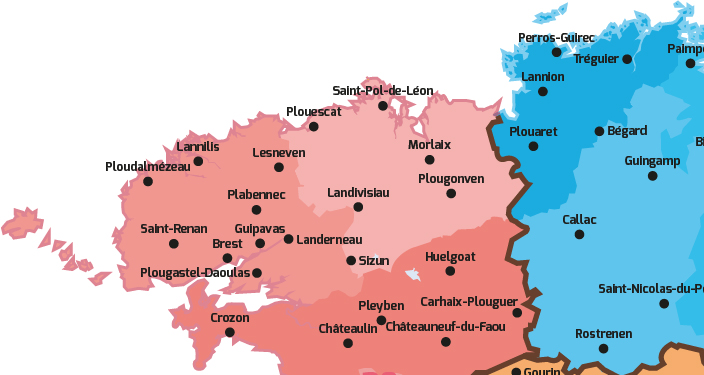 Perros-Guirec
Paimp
Tréguier
Lannion
Saint-Pol-de-Léon
Plouescat
Plouaret
Bégard
Morlaix
Lannilis
Lesneven
Ploudalmézeau
Guingamp
Plougonven
Plabennec
Landivisiau
Callac
Saint-Renan
Guipavas
Brest
Landerneau
Sizun
Huelgoat
Plougastel-Daoulas
Saint-Nicolas-du-P
Carhaix-Plouguer
Pleyben
Crozon
Châteaulin
Châteauneuf-du-Faou
Rostrenen
Gourin